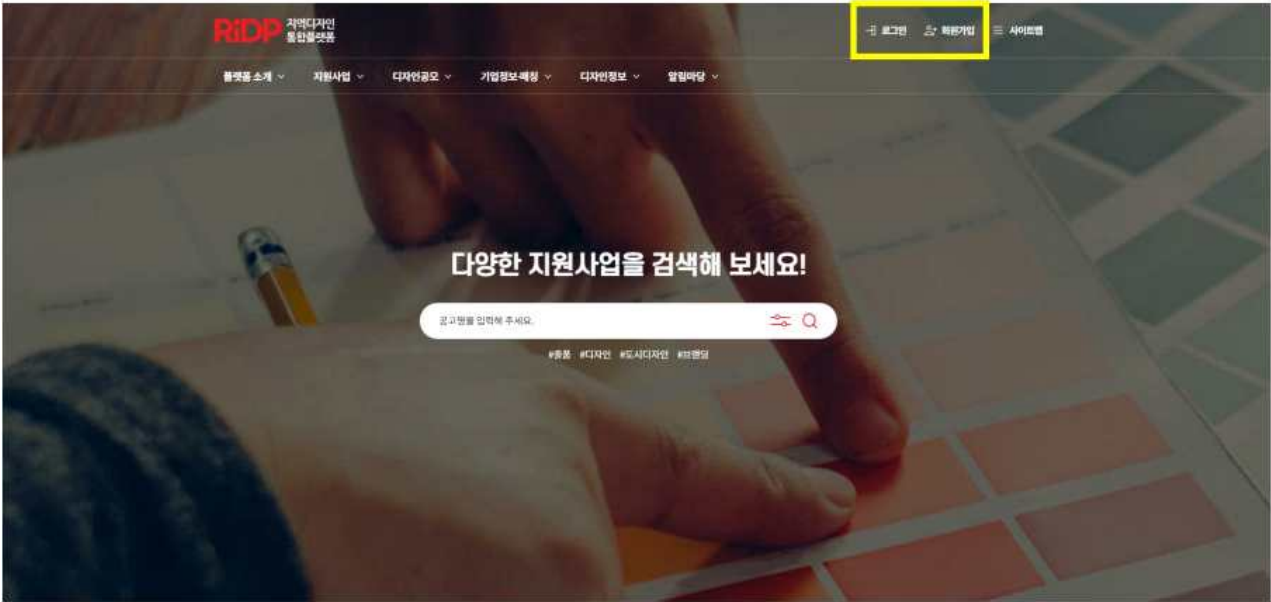 RiDP 지역디자인
통합플랫폼
로그인 회원가입 사이트맵
플랫폼 소개 지원사업 디자인공모 기업정보·매칭 디자인정보 알림마당
다양한 지원사업을 검색해 보세요!
공고명을 입력해 주세요.
#졸품 #디자인 #도시디자인 #브랜딩